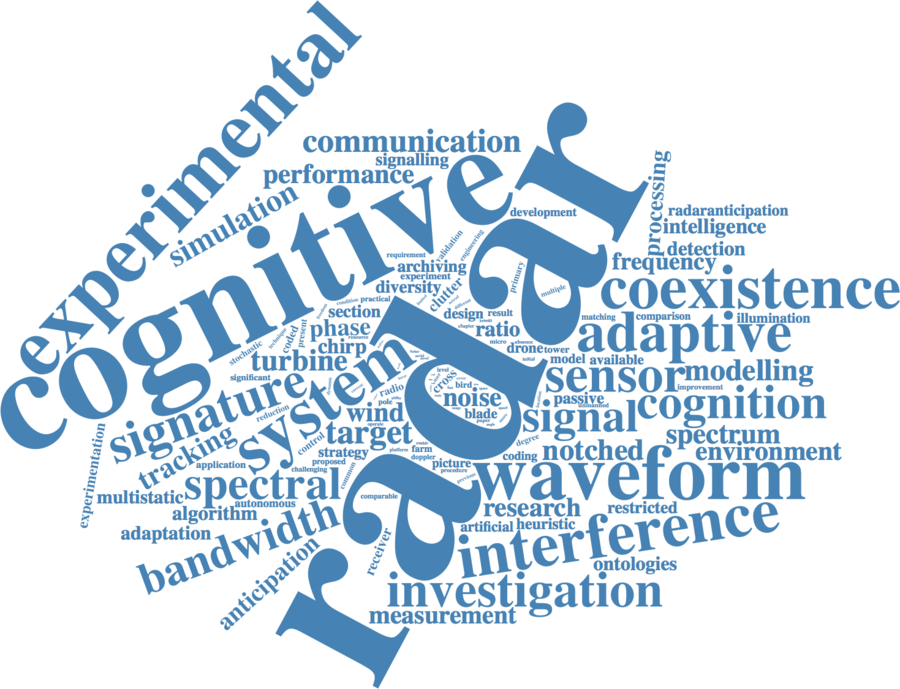 experimental
communication
signalling
performance
simulation
cognitive
radar
processing
development
radaranticipation
intelligence
detection
frequency
validation
engineering
requirement
archiving
experiment
diversity
clutter
primary
multiple
coexistence
condition
practical
section
design
result
matching
comparison
illumination
adaptive
phase
coded
present
ratio
chapter
micro
stochastic
technique
chirp
turbine
system
drone
tower
model
available
sensor
modelling
improvement
significant
signature
radio
cross
level
bird
noise
passive
cognition
reduction
pole
wind
blade
paper
signal
spectrum
environment
experimentation
tracking
control
target
degree
notched
strategy
farm
doppler
platform
coding
application
proposed
challenging
common
picture
procedure
previous
waveform
multistatic
spectral
autonomous
comparable
research
restricted
algorithm
artificial
heuristic
adaptation
bandwidth
receiver
interference
ontologies
anticipation
investigation
measurement